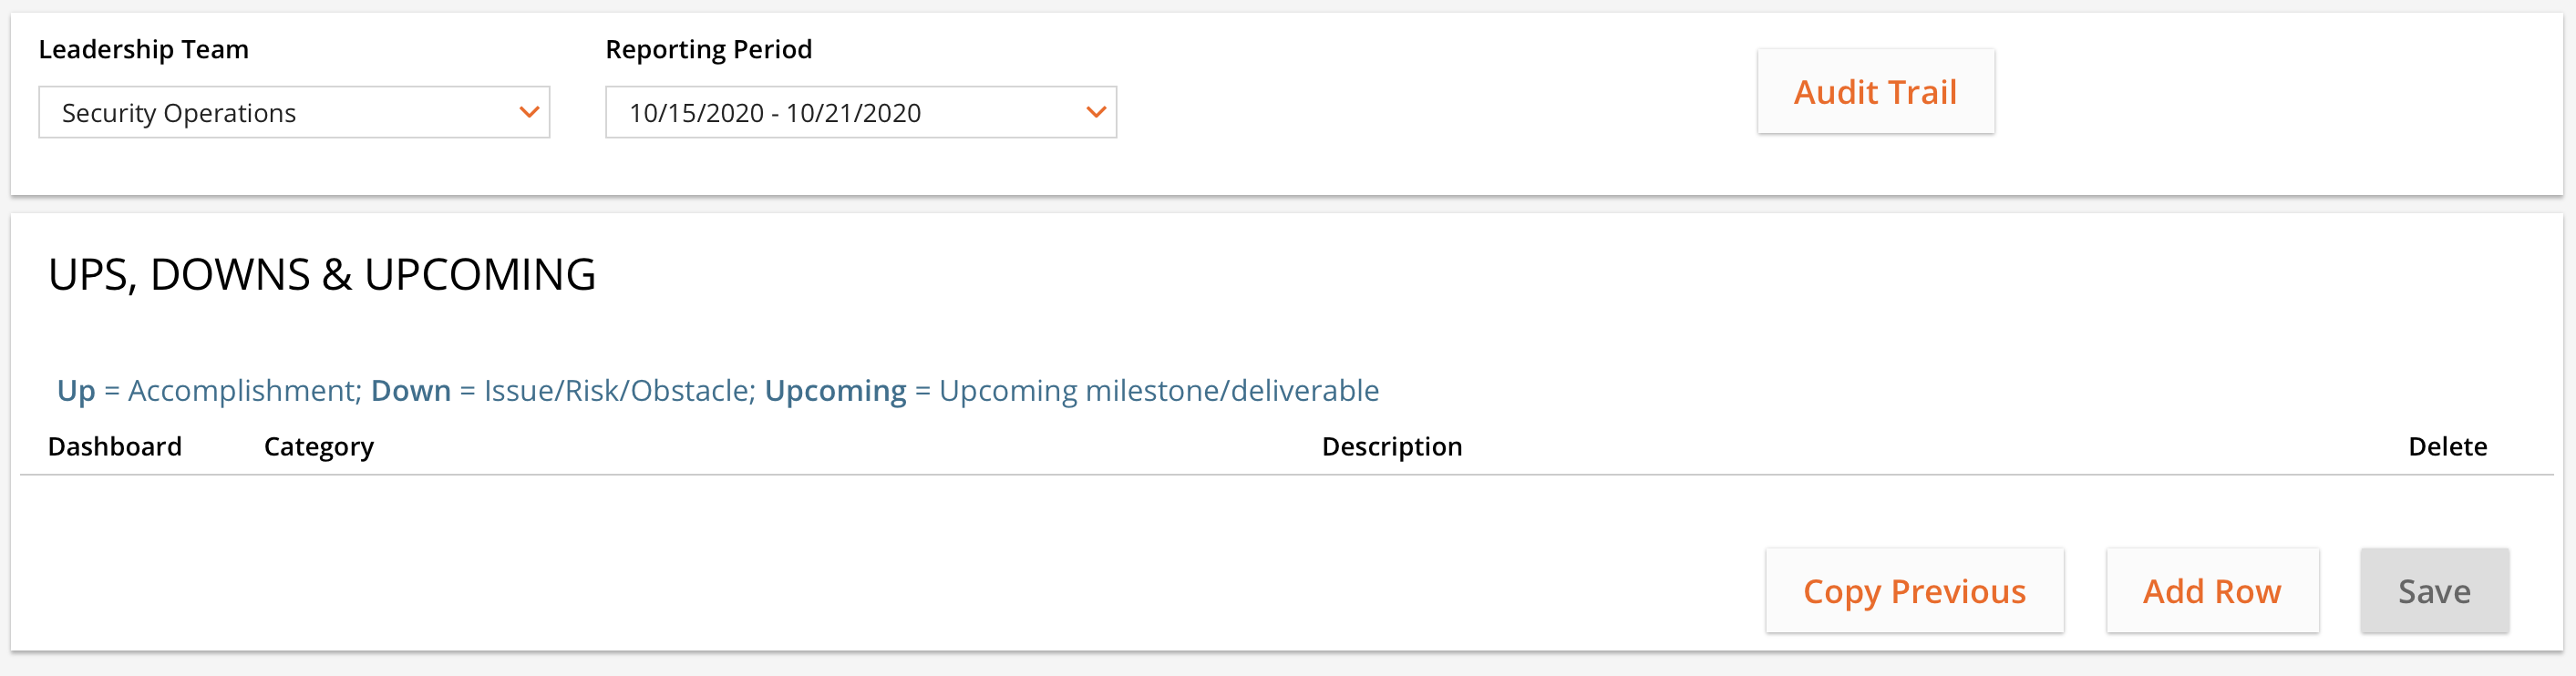 Leadership Team
Reporting Period
Security Operations
10/15/2020 - 10/21/2020
Audit Trail
UPS, DOWNS & UPCOMING
Up = Accomplishment; Down = Issue/Risk/Obstacle; Upcoming = Upcoming milestone/deliverable
Dashboard Category Description Delete
Copy Previous Add Row Save